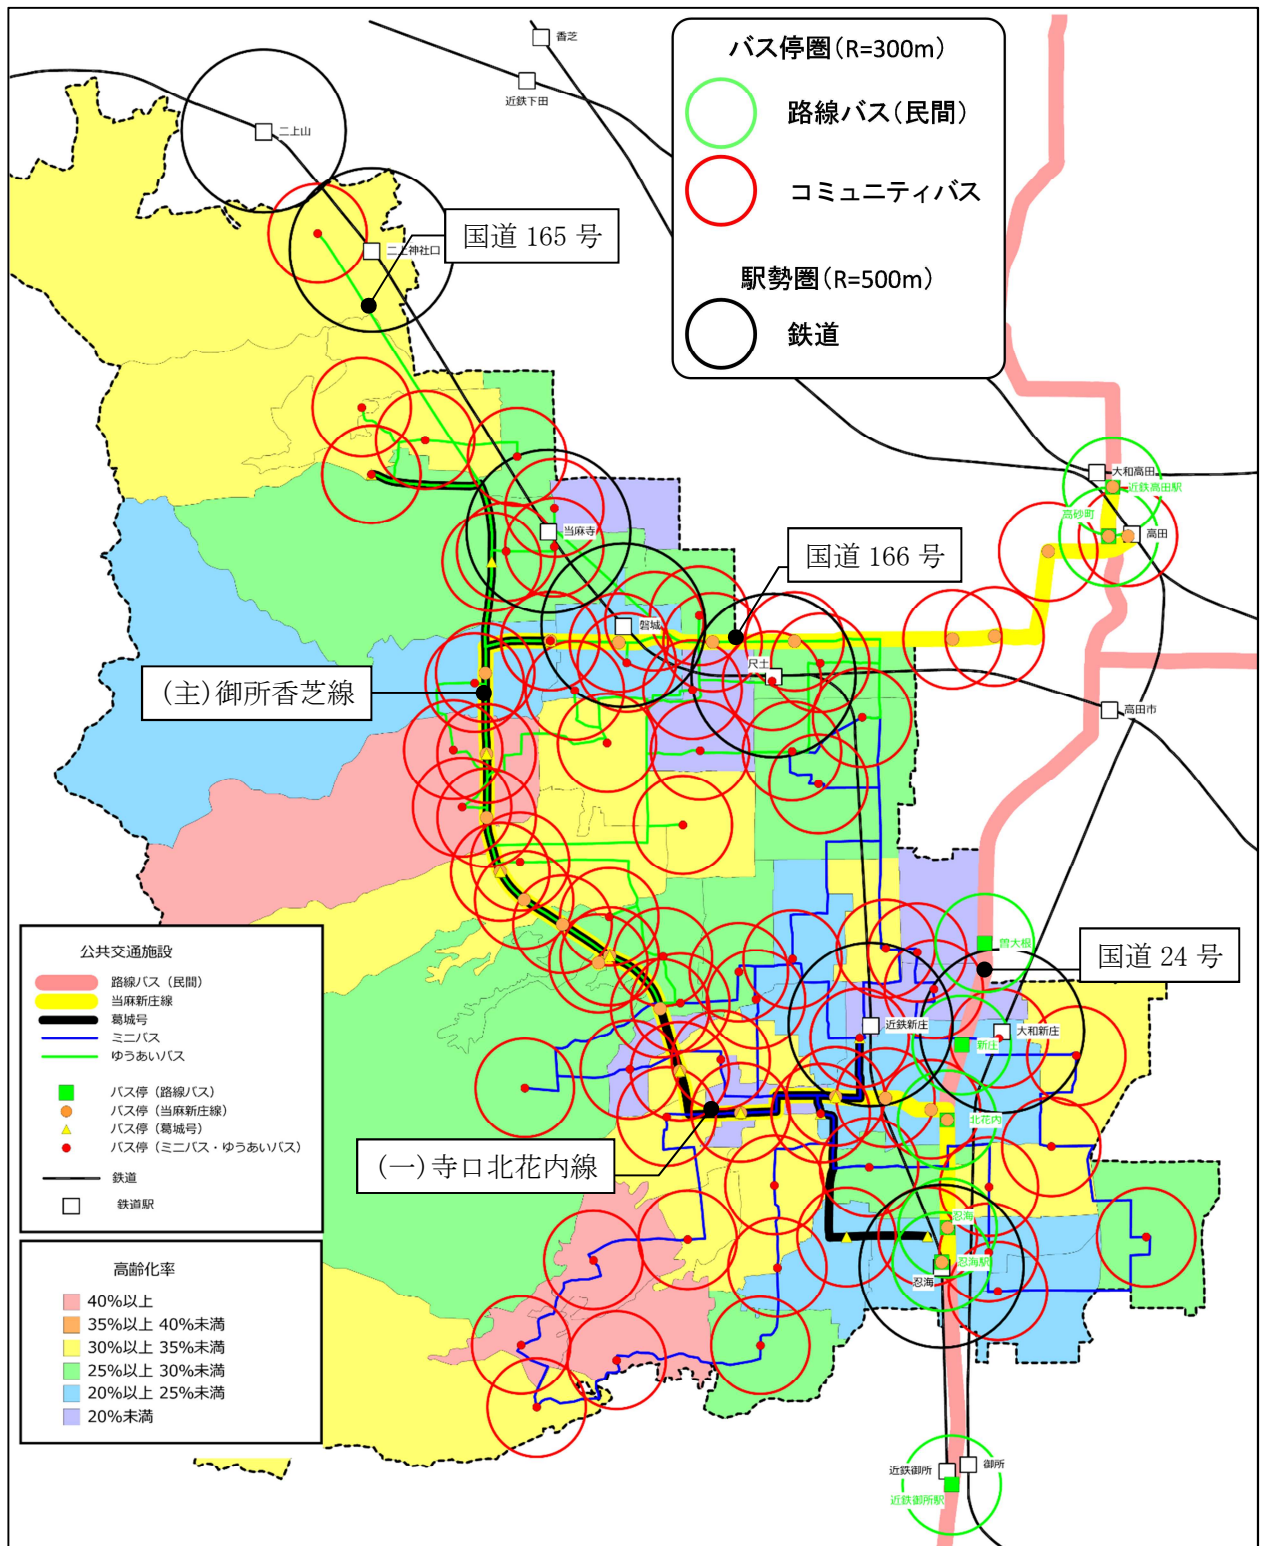 バス停圏(R=300m)
路線バス(民間)
コミュニティバス
駅勢圏(R=500m)
鉄道
香芝
近鉄下田
二上山
二上神社口
国道 165 号
大和高田
近鉄高田駅
高砂町
高田
当麻寺
国道 166 号
磐城
尺土
(主)御所香芝線
高田市
曽大根
国道 24 号
近鉄新庄
大和新庄
新庄
北花内
(一)寺口北花内線
忍海
忍海駅
忍海
近鉄御所
御所
近鉄御所駅
公共交通施設
路線バス（民間）
当麻新庄線
葛城号
ミニバス
ゆうあいバス
バス停（路線バス）
バス停（当麻新庄線）
バス停（葛城号）
バス停（ミニバス・ゆうあいバス）
鉄道
鉄道駅
高齢化率
40%以上
35%以上 40%未満
30%以上 35%未満
25%以上 30%未満
20%以上 25%未満
20%未満